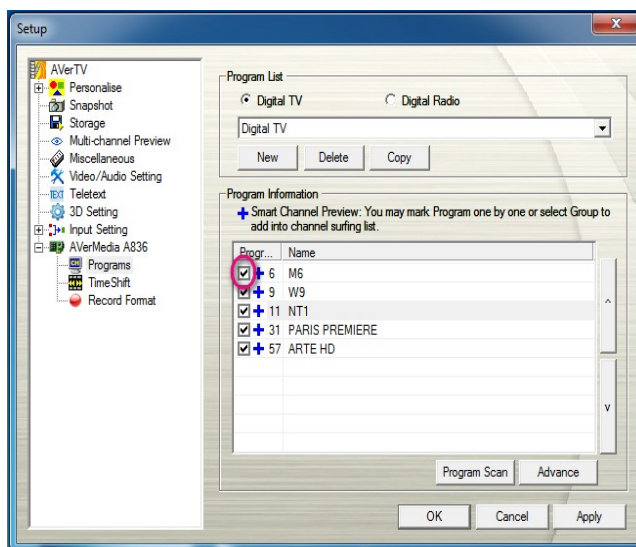 Setup
AVerTV
Personalise
Snapshot
Storage
Multi-channel Preview
Miscellaneous
Video/Audio Setting
TEXT Teletext
3D Setting
Input Setting
AVerMedia A836
Programs
TimeShift
Record Format
Program List
Digital TV
Digital Radio
Digital TV
New Delete Copy
Program Information
Smart Channel Preview: You may mark Program one by one or select Group to
add into channel surfing list.
Progr... Name
6 M6
9 W9
11 NT1
31 PARIS PREMIERE
57 ARTE HD
Program Scan Advance
OK Cancel Apply